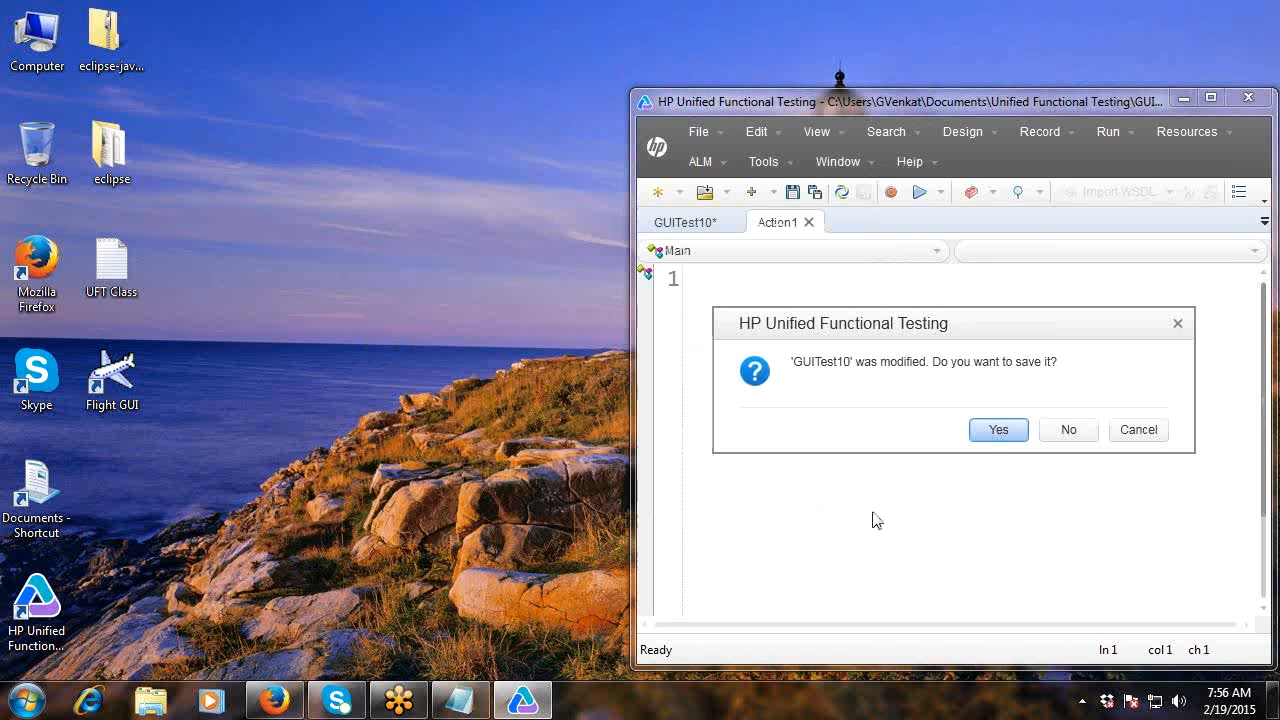 Computer
eclipse-jav...
Recycle Bin
eclipse
Mozilla
Firefox
UFT Class
Skype
Flight GUI
Documents -
Shortcut
HP Unified
Function...
HP Unified Functional Testing - C:\Users\GVenkat\Documents\Unified Functional Testing\GUI...
hp
File Edit View Search Design Record Run Resources
ALM Tools Window Help
Import WSDL
GUITest10* Action1
Main
1
HP Unified Functional Testing
'GUITest10' was modified. Do you want to save it?
Yes No Cancel
Ready ln 1 col 1 ch 1
7:56 AM
2/19/2015